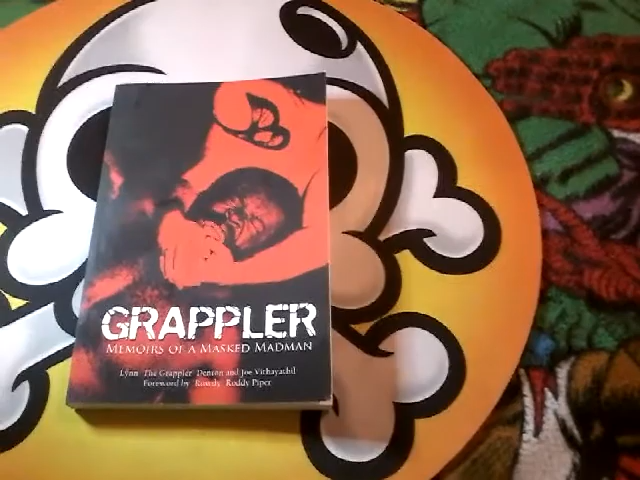 GRAPPLER
MEMOIRS OF A MASKED MADMAN
Lynn "The Grappler" Denton and Joe Vithayathil
Foreword by "Rowdy" Roddy Piper